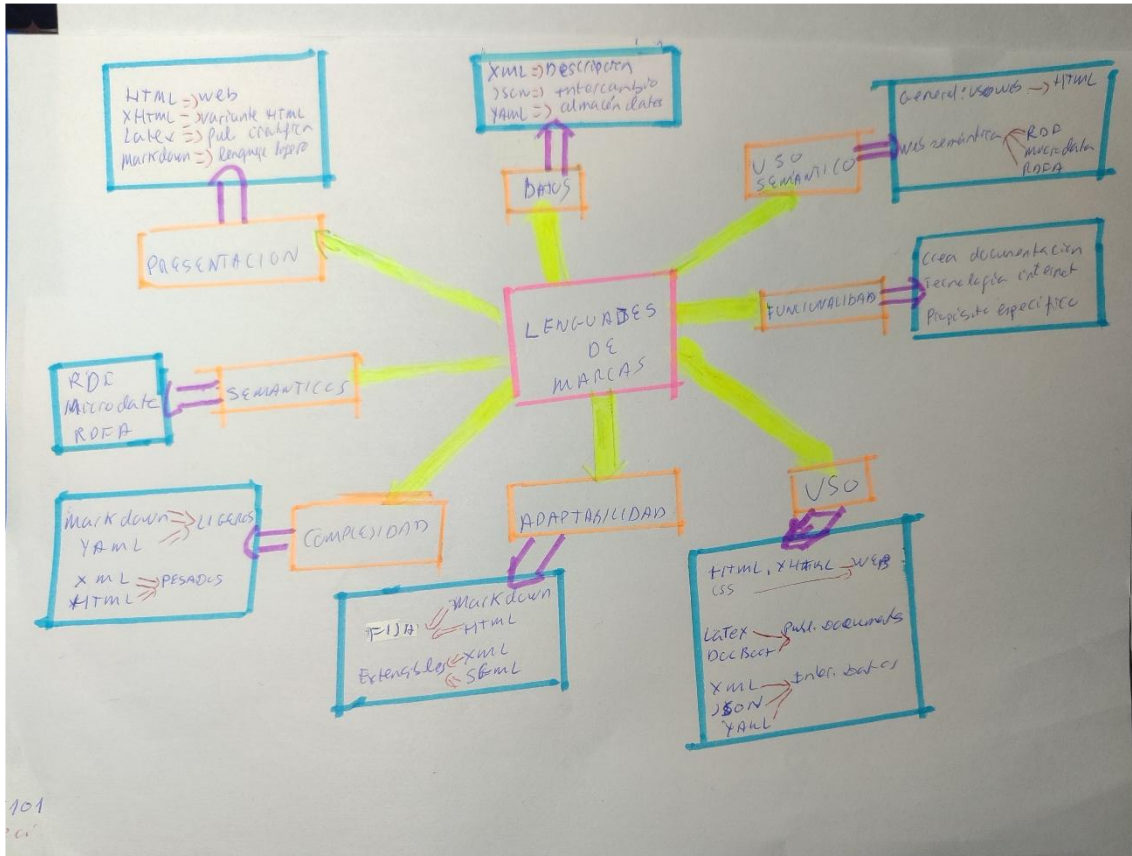 HTML => web
XHTML => variante HTML
Latex => pub. científica
Markdown => lenguaje ligero
PRESENTACION
XML => Descripcion
JSON => intercambio
YAML => almacén datos
DATOS
General: uso web → HTML
web semántica
RDF
microdata
RDFA
USO
SEMANTICO
LENGUAJES
DE
MARCAS
FUNCIONALIDAD
Crea documentación
Tecnología internet
Propósito específico
RDF
Microdate
RDFA
SEMANTICOS
Markdown => LIGEROS
YAML
XML => PESADOS
HTML
COMPLEJIDAD
ADAPTABILIDAD
FIJA
Markdown
HTML
Extensibles
XML
SGML
USO
HTML, XHTML → WEB
CSS
LaTex → Publ. Documents
DocBook
XML → Inter. datos
JSON
YAML
101